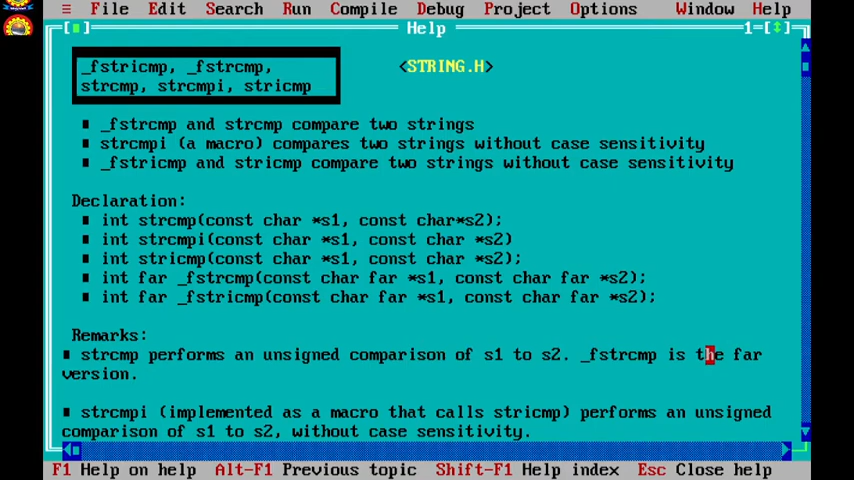 ≡ File Edit Search Run Compile Debug Project Options Window Help
[■] Help 1=[↕]
_fstricmp, _fstrcmp, <STRING.H>
strcmp, strcmpi, stricmp
■ _fstrcmp and strcmp compare two strings
■ strcmpi (a macro) compares two strings without case sensitivity
■ _fstricmp and stricmp compare two strings without case sensitivity
Declaration:
■ int strcmp(const char *s1, const char*s2);
■ int strcmpi(const char *s1, const char *s2)
■ int stricmp(const char *s1, const char *s2);
■ int far _fstrcmp(const char far *s1, const char far *s2);
■ int far _fstricmp(const char far *s1, const char far *s2);
Remarks:
■ strcmp performs an unsigned comparison of s1 to s2. _fstrcmp is the far
version.
■ strcmpi (implemented as a macro that calls stricmp) performs an unsigned
comparison of s1 to s2, without case sensitivity.
F1 Help on help Alt-F1 Previous topic Shift-F1 Help index Esc Close help